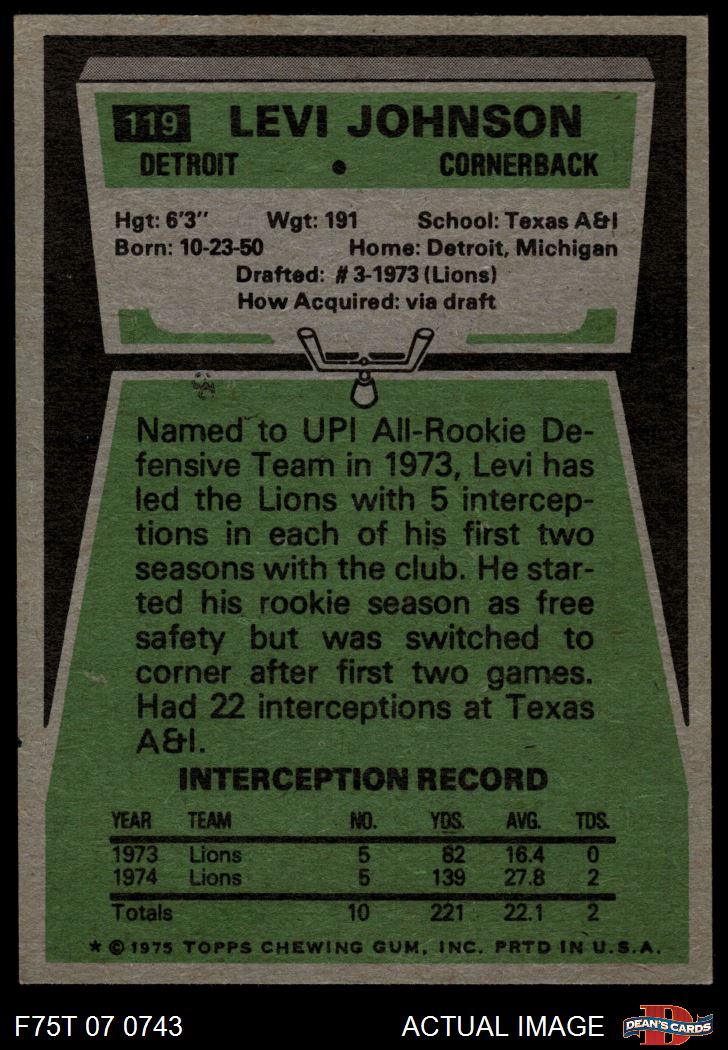 119 LEVI JOHNSON
DETROIT • CORNERBACK
Hgt: 6'3" Wgt: 191 School: Texas A&I
Born: 10-23-50 Home: Detroit, Michigan
Drafted: #3-1973 (Lions)
How Acquired: via draft
Named to UPI All-Rookie De-
fensive Team in 1973, Levi has
led the Lions with 5 intercep-
tions in each of his first two
seasons with the club. He star-
ted his rookie season as free
safety but was switched to
corner after first two games.
Had 22 interceptions at Texas
A&I.
INTERCEPTION RECORD
YEAR TEAM NO. YDS. AVG. TDS.
1973 Lions 5 82 16.4 0
1974 Lions 5 139 27.8 2
Totals 10 221 22.1 2
* © 1975 TOPPS CHEWING GUM, INC. PRTD IN U.S.A.
F75T 07 0743 ACTUAL IMAGE D DEAN'S CARDS